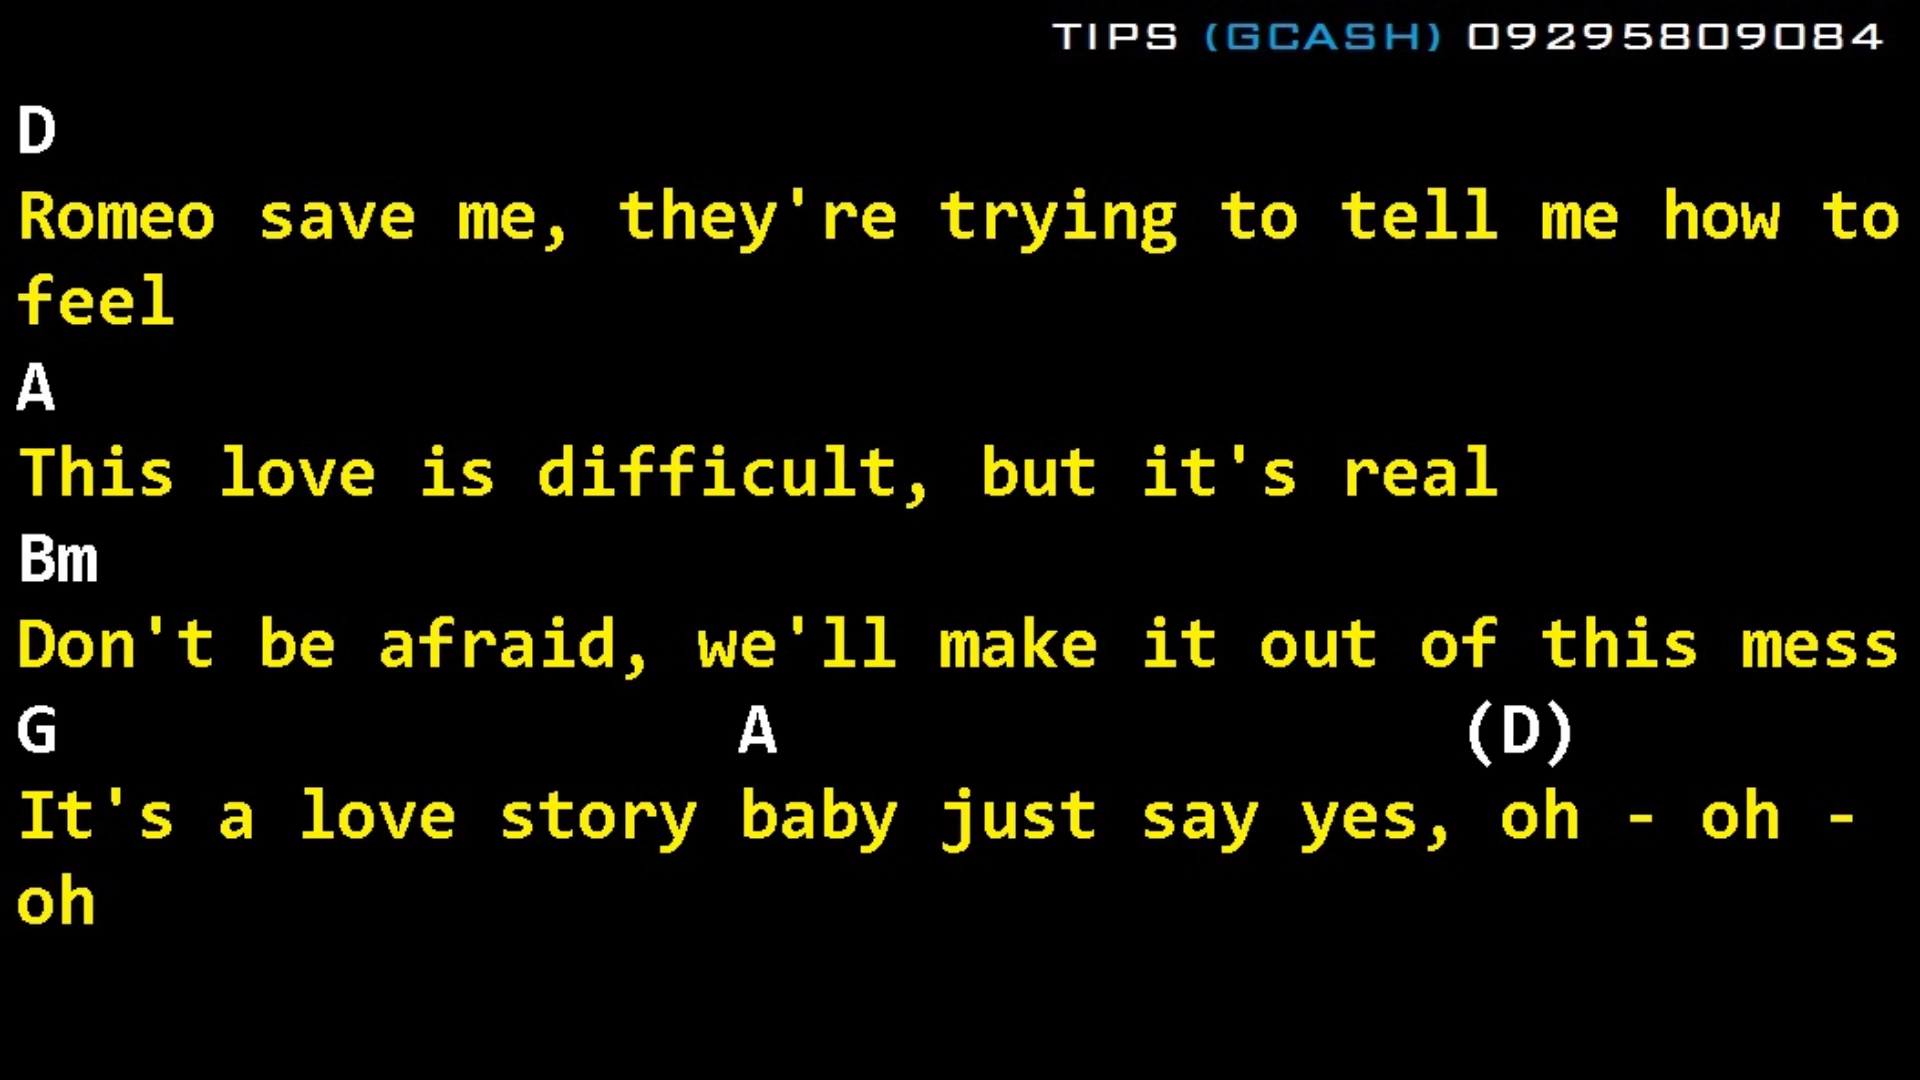 TIPS (GCASH) 09295809084
D
Romeo save me, they're trying to tell me how to
feel
A
This love is difficult, but it's real
Bm
Don't be afraid, we'll make it out of this mess
G A (D)
It's a love story baby just say yes, oh - oh -
oh